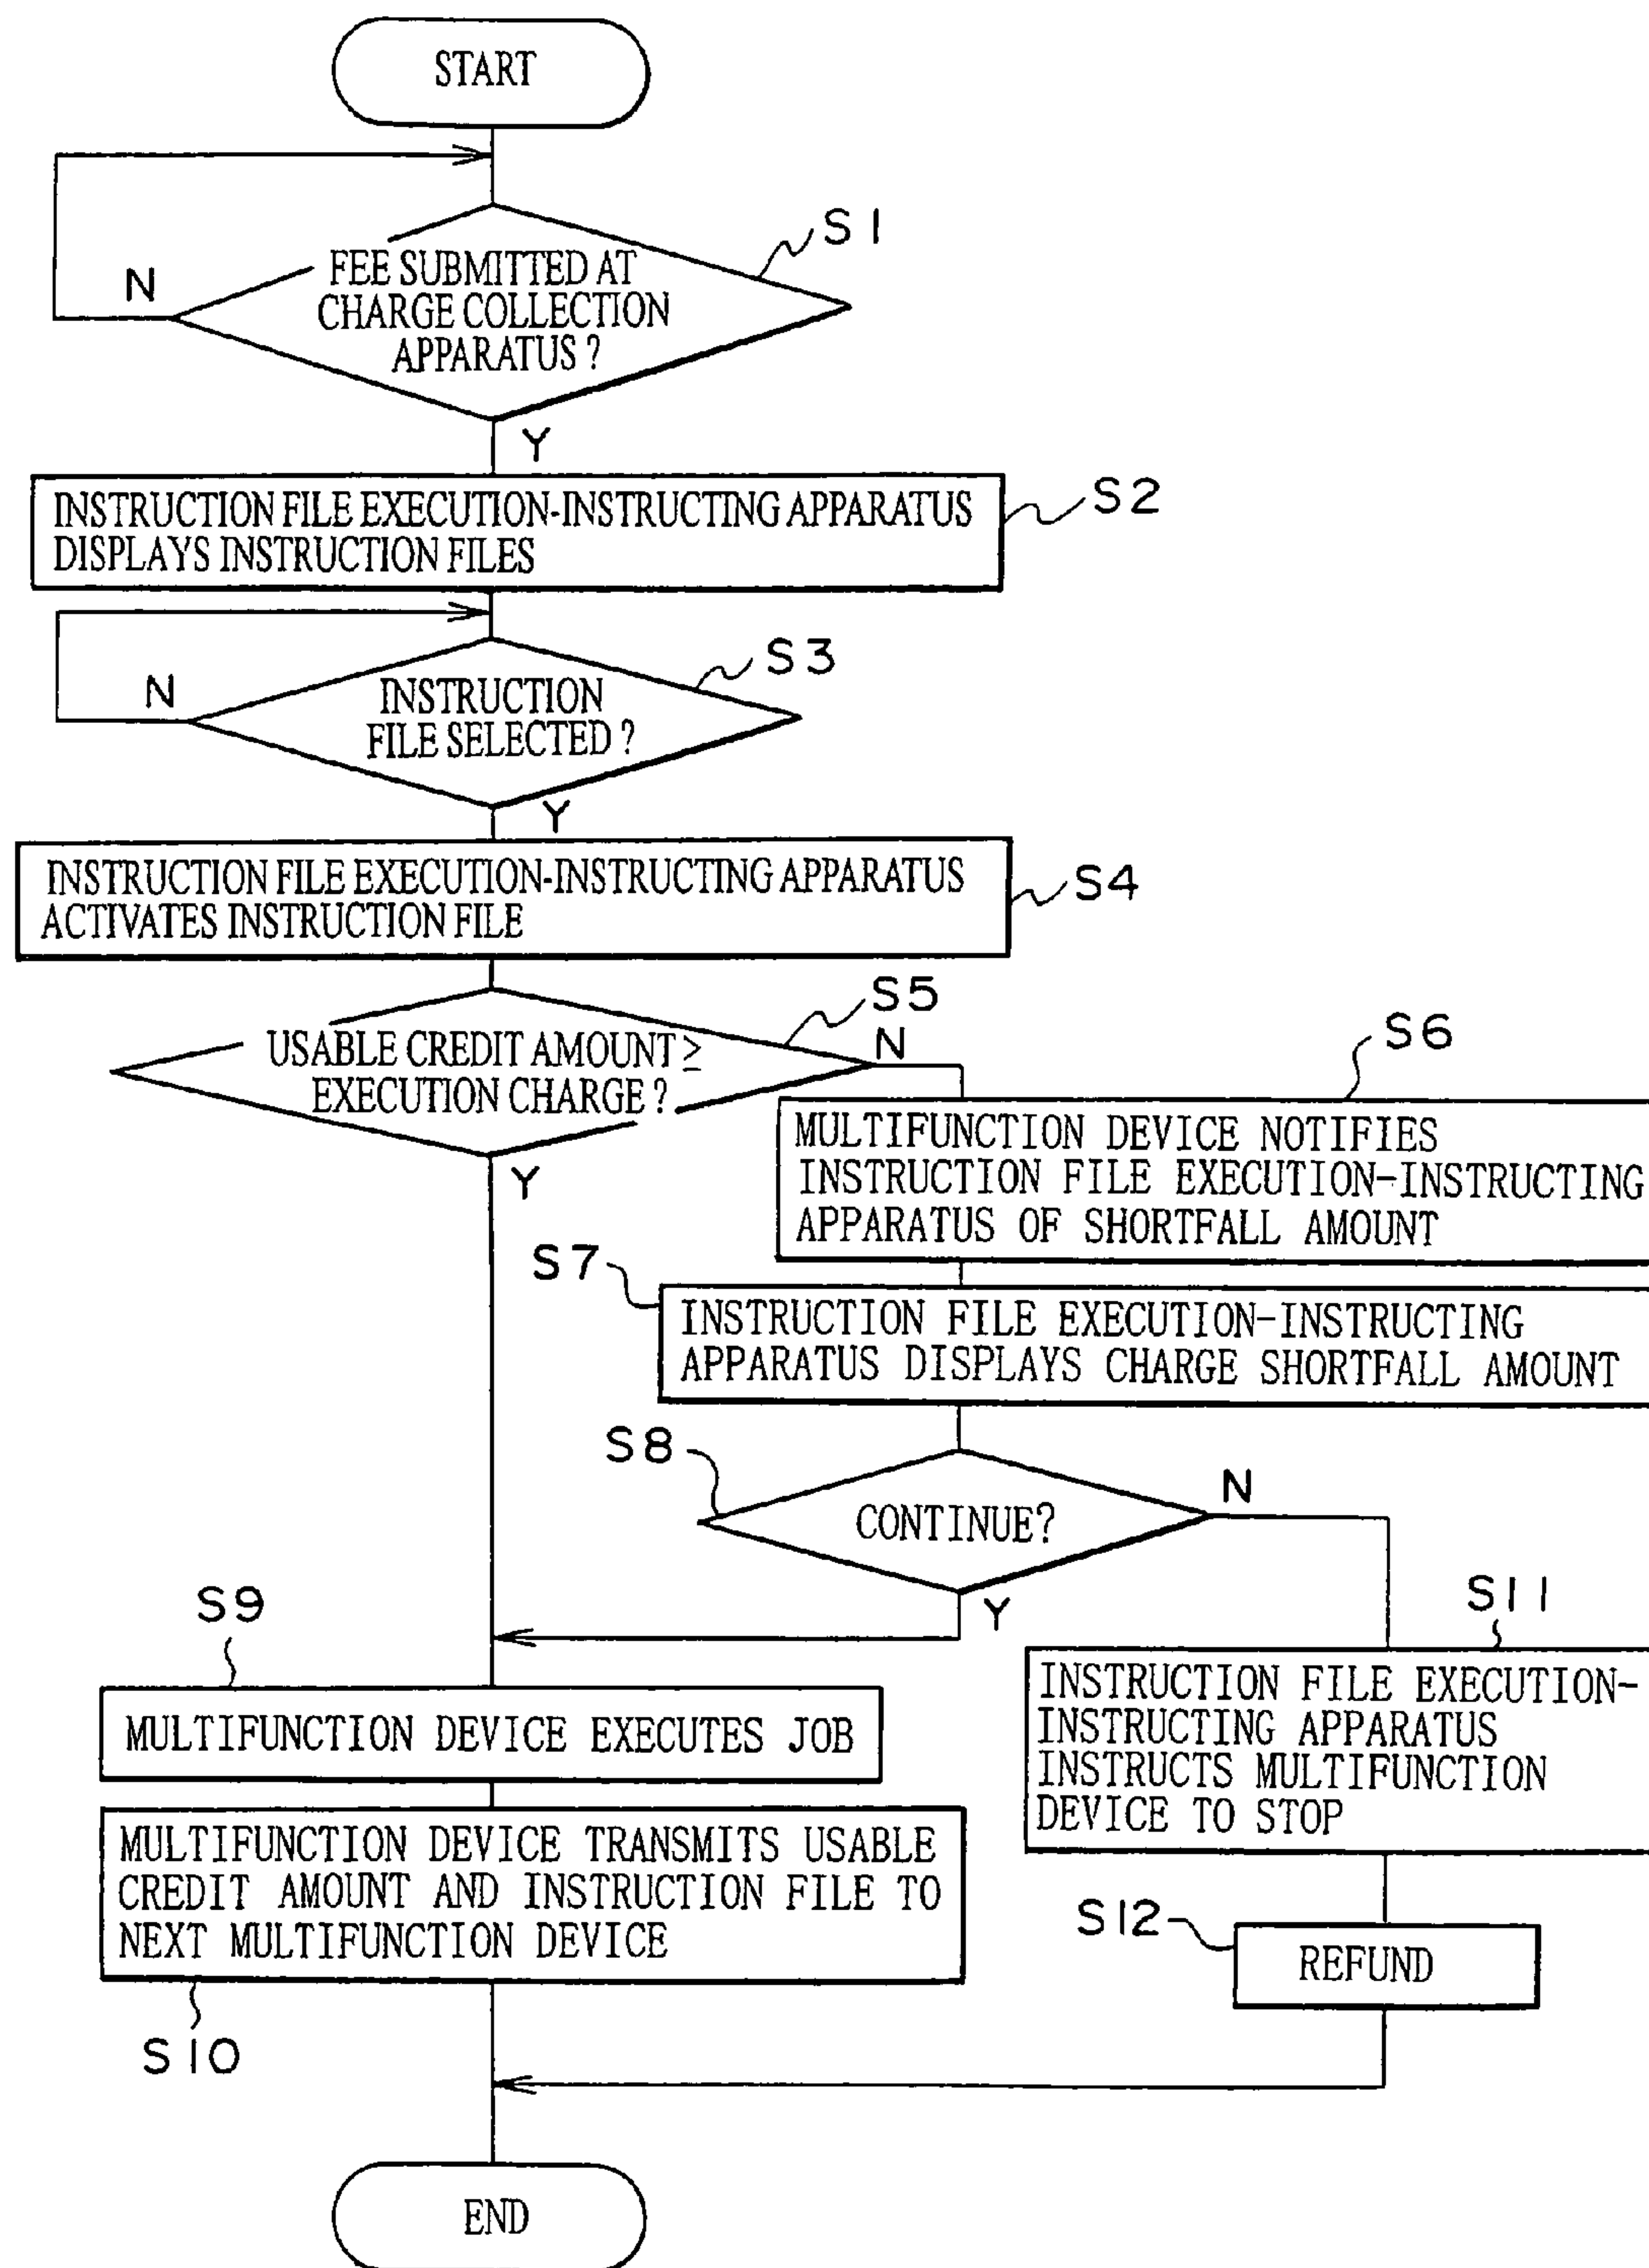 START
S1
N
FEE SUBMITTED AT
CHARGE COLLECTION
APPARATUS ?
Y
S2
INSTRUCTION FILE EXECUTION-INSTRUCTING APPARATUS
DISPLAYS INSTRUCTION FILES
S3
N
INSTRUCTION
FILE SELECTED ?
Y
S4
INSTRUCTION FILE EXECUTION-INSTRUCTING APPARATUS
ACTIVATES INSTRUCTION FILE
S5
N
USABLE CREDIT AMOUNT ≥
EXECUTION CHARGE ?
Y
S6
MULTIFUNCTION DEVICE NOTIFIES
INSTRUCTION FILE EXECUTION-INSTRUCTING
APPARATUS OF SHORTFALL AMOUNT
S7
INSTRUCTION FILE EXECUTION-INSTRUCTING
APPARATUS DISPLAYS CHARGE SHORTFALL AMOUNT
S8
N
CONTINUE?
Y
S9
MULTIFUNCTION DEVICE EXECUTES JOB
MULTIFUNCTION DEVICE TRANSMITS USABLE
CREDIT AMOUNT AND INSTRUCTION FILE TO
NEXT MULTIFUNCTION DEVICE
S10
S11
INSTRUCTION FILE EXECUTION-
INSTRUCTING APPARATUS
INSTRUCTS MULTIFUNCTION
DEVICE TO STOP
S12
REFUND
END